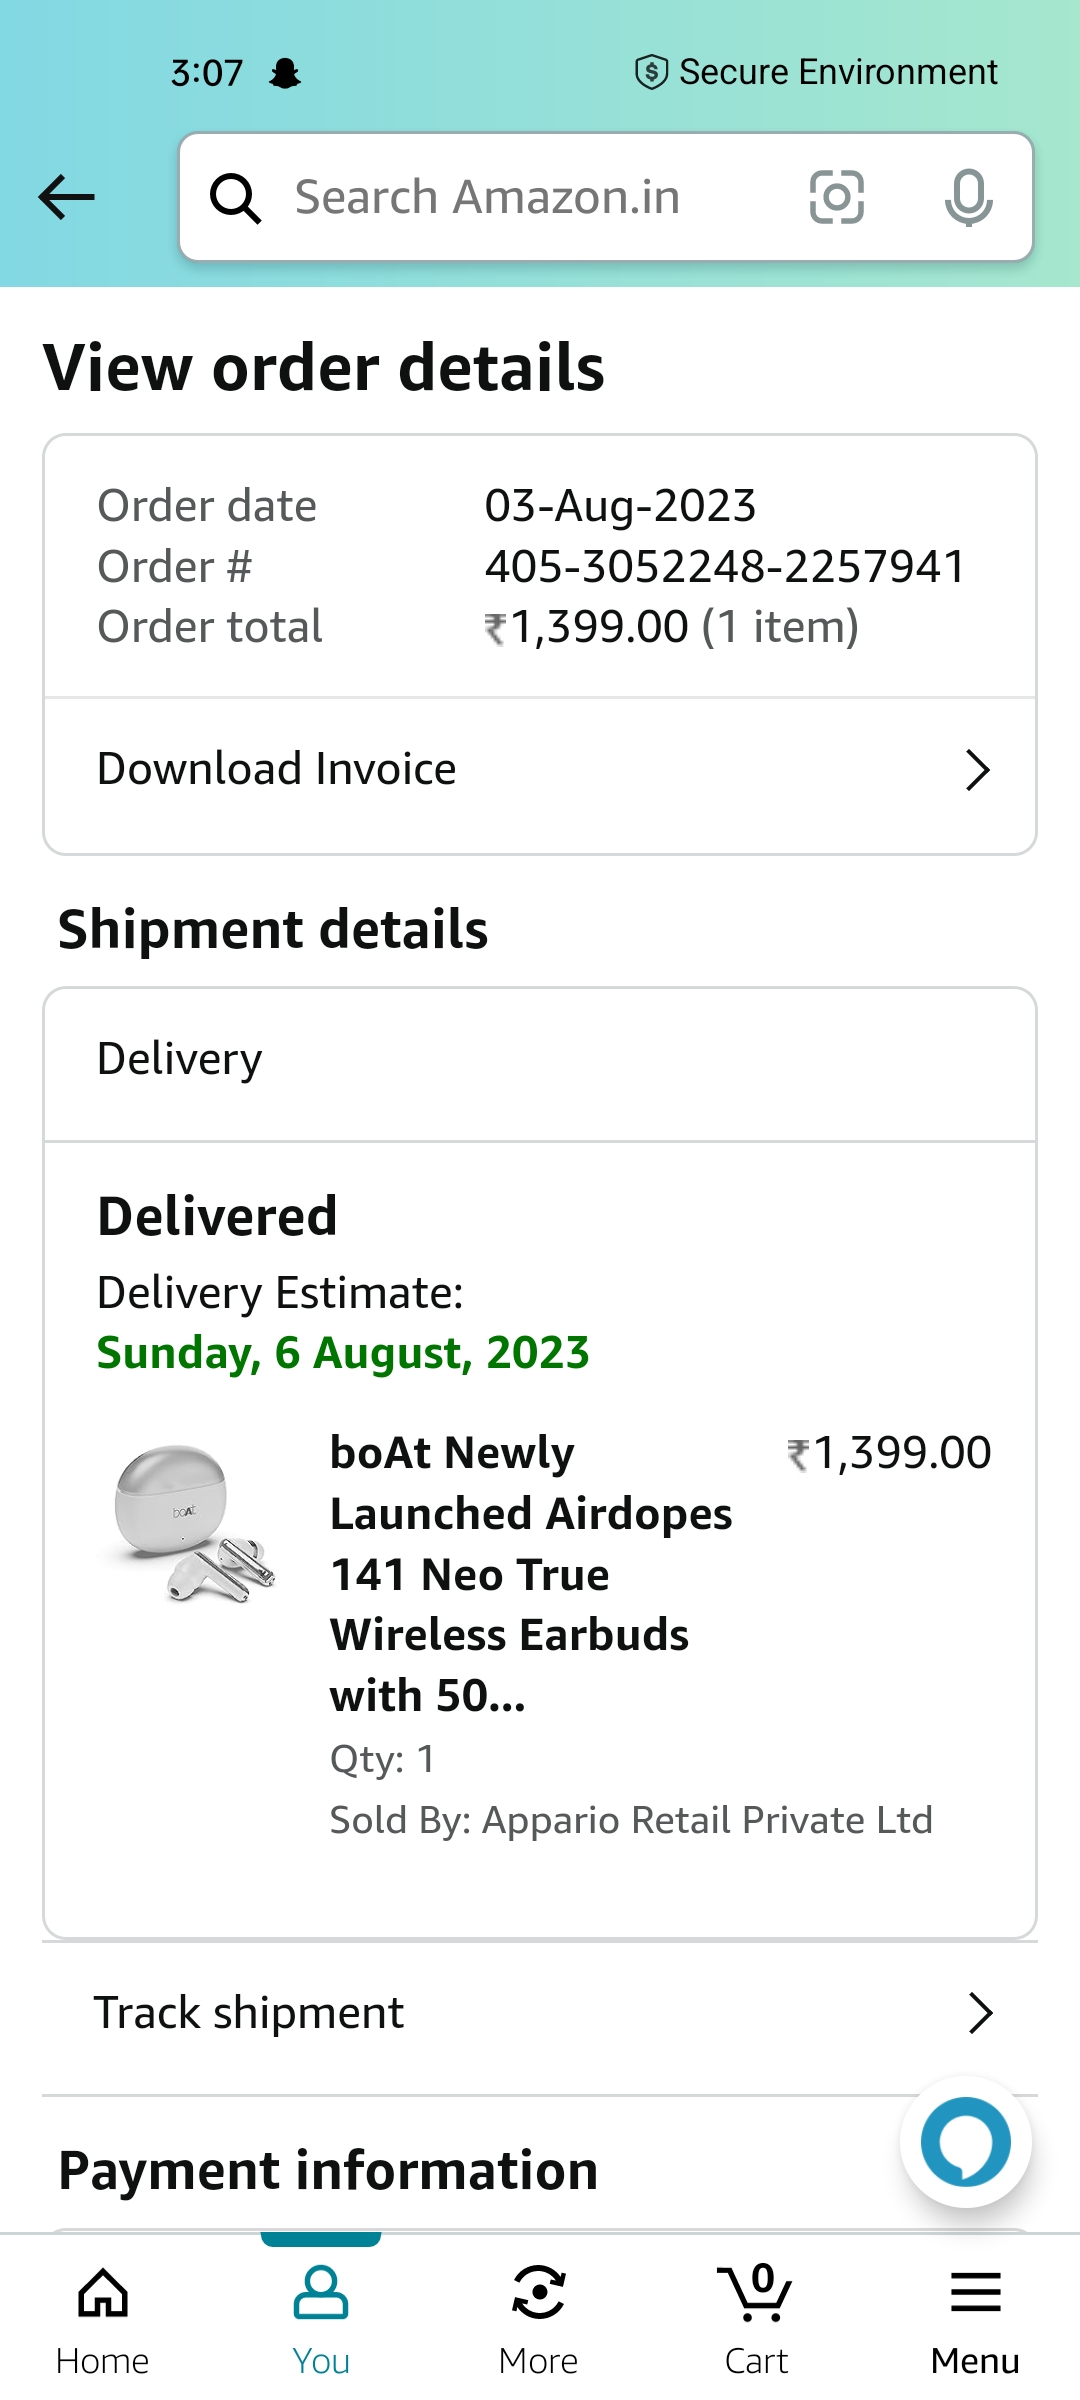 3:07 Secure Environment
Search Amazon.in
View order details
Order date 03-Aug-2023
Order # 405-3052248-2257941
Order total ₹1,399.00 (1 item)
Download Invoice
Shipment details
Delivery
Delivered
Delivery Estimate:
Sunday, 6 August, 2023
boAt
boAt Newly ₹1,399.00
Launched Airdopes
141 Neo True
Wireless Earbuds
with 50...
Qty: 1
Sold By: Appario Retail Private Ltd
Track shipment
Payment information
0
Home You More Cart Menu